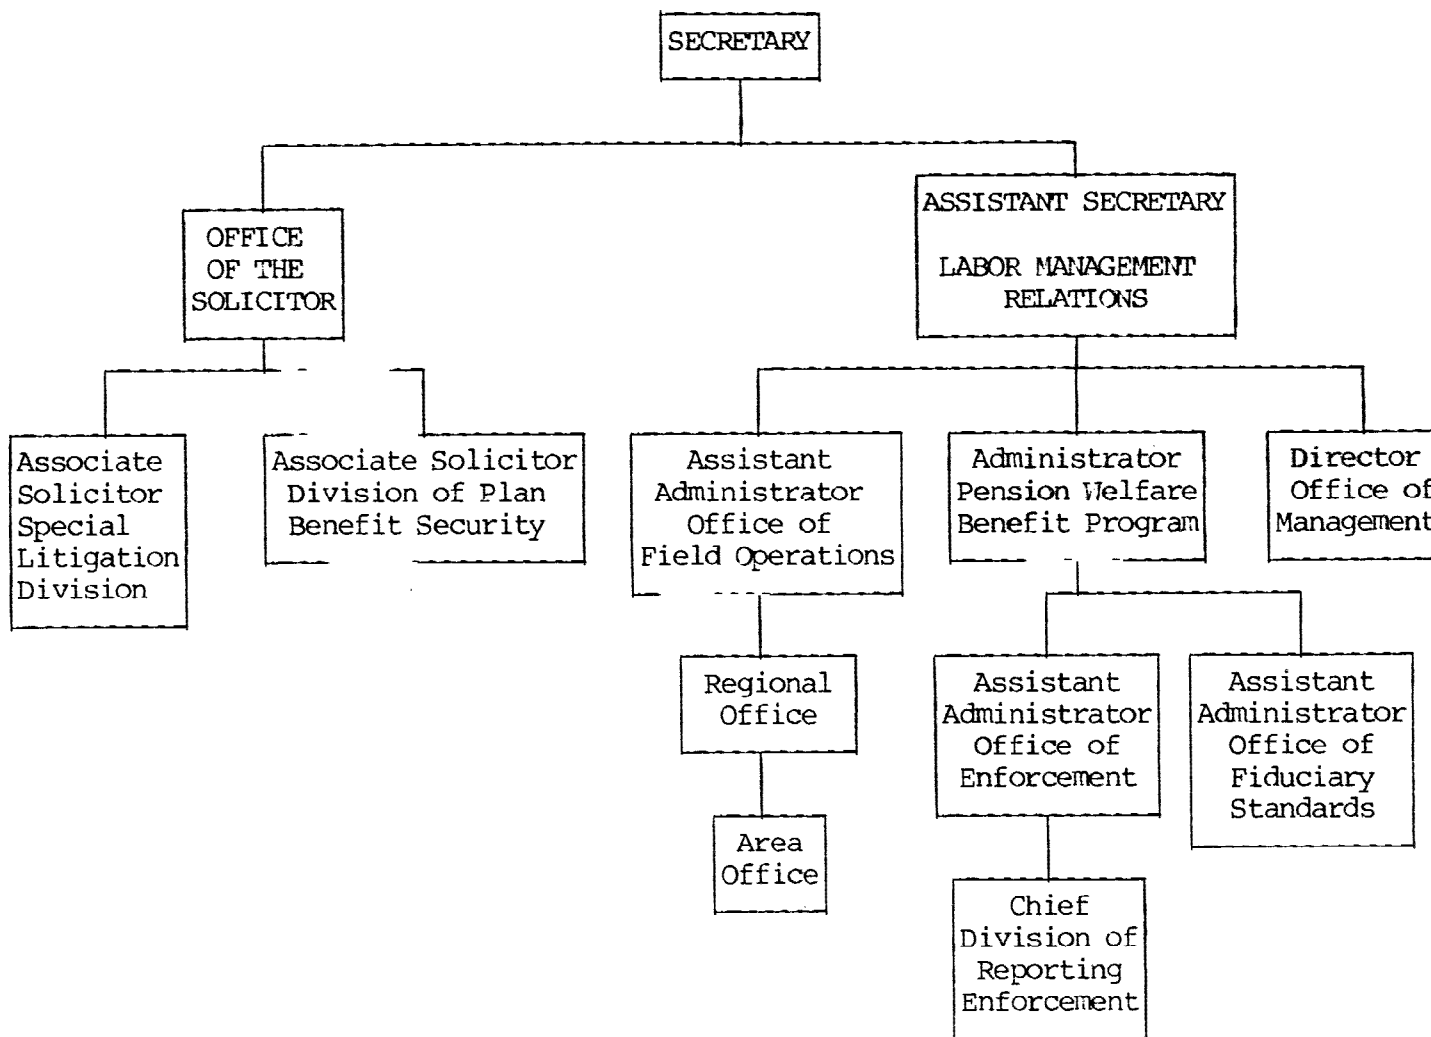 SECRETARY
OFFICE
OF THE
SOLICITOR
ASSISTANT SECRETARY
LABOR MANAGEMENT
RELATIONS
Associate
Solicitor
Special
Litigation
Division
Associate Solicitor
Division of Plan
Benefit Security
Assistant
Administrator
Office of
Field Operations
Administrator
Pension Welfare
Benefit Program
Director
Office of
Management
Regional
Office
Area
Office
Assistant
Administrator
Office of
Enforcement
Assistant
Administrator
Office of
Fiduciary
Standards
Chief
Division of
Reporting
Enforcement